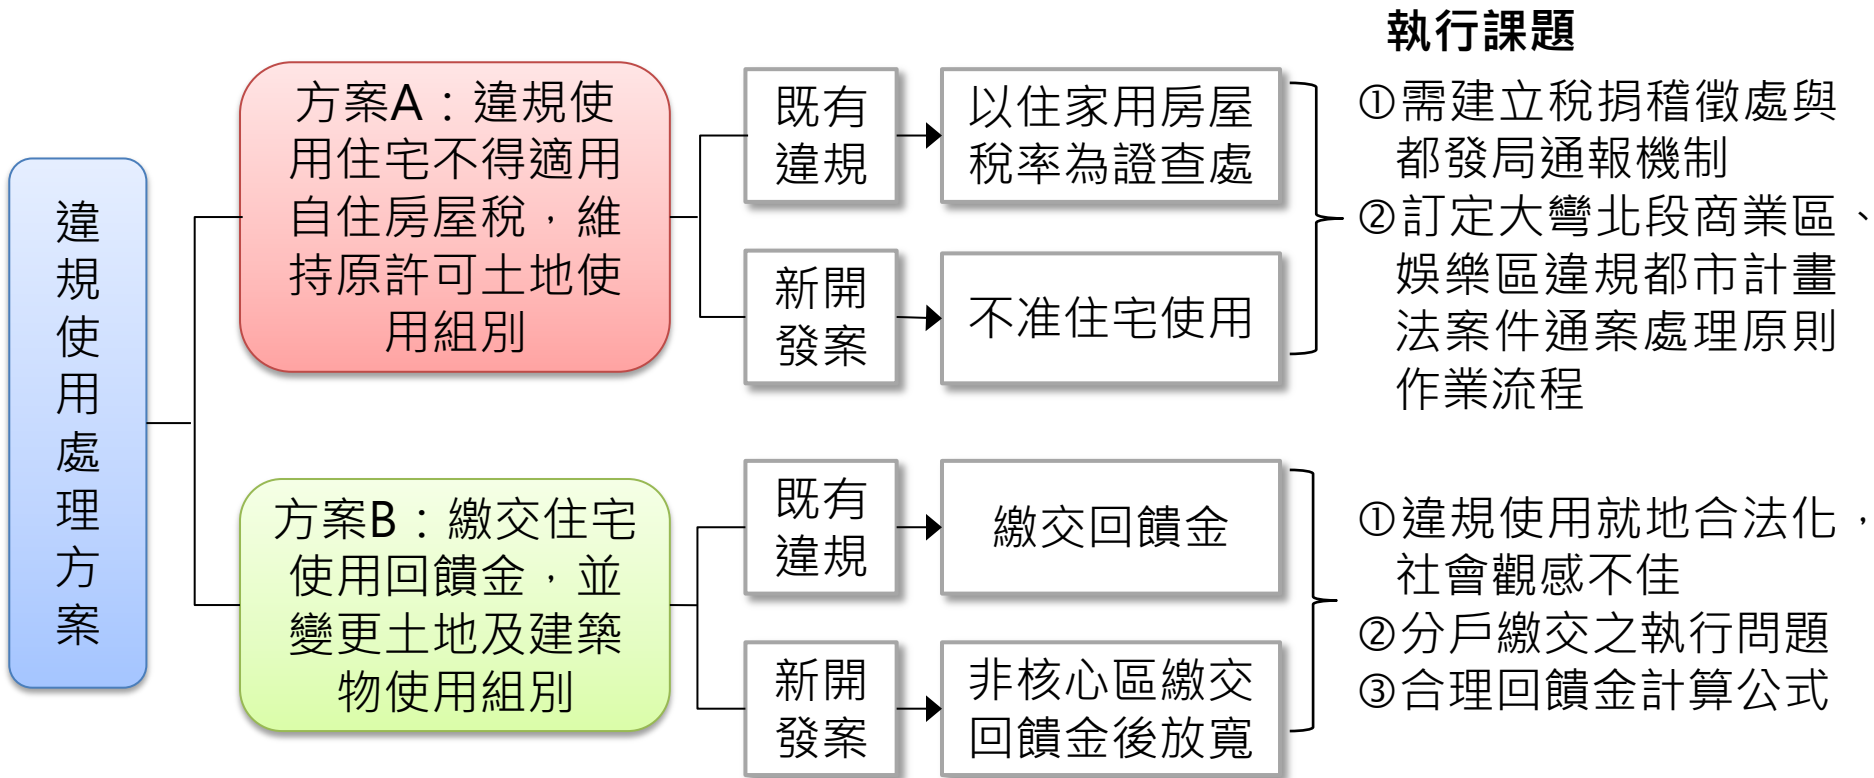 執行課題
違規使用處理方案
方案A：違規使
用住宅不得適用
自住房屋稅，維
持原許可土地使
用組別
既有
違規
以住家用房屋
稅率為證查處
新開
發案
不准住宅使用
①需建立稅捐稽徵處與
都發局通報機制
②訂定大彎北段商業區、
娛樂區違規都市計畫
法案件通案處理原則
作業流程
方案B：繳交住宅
使用回饋金，並
變更土地及建築
物使用組別
既有
違規
繳交回饋金
新開
發案
非核心區繳交
回饋金後放寬
①違規使用就地合法化，
社會觀感不佳
②分戶繳交之執行問題
③合理回饋金計算公式